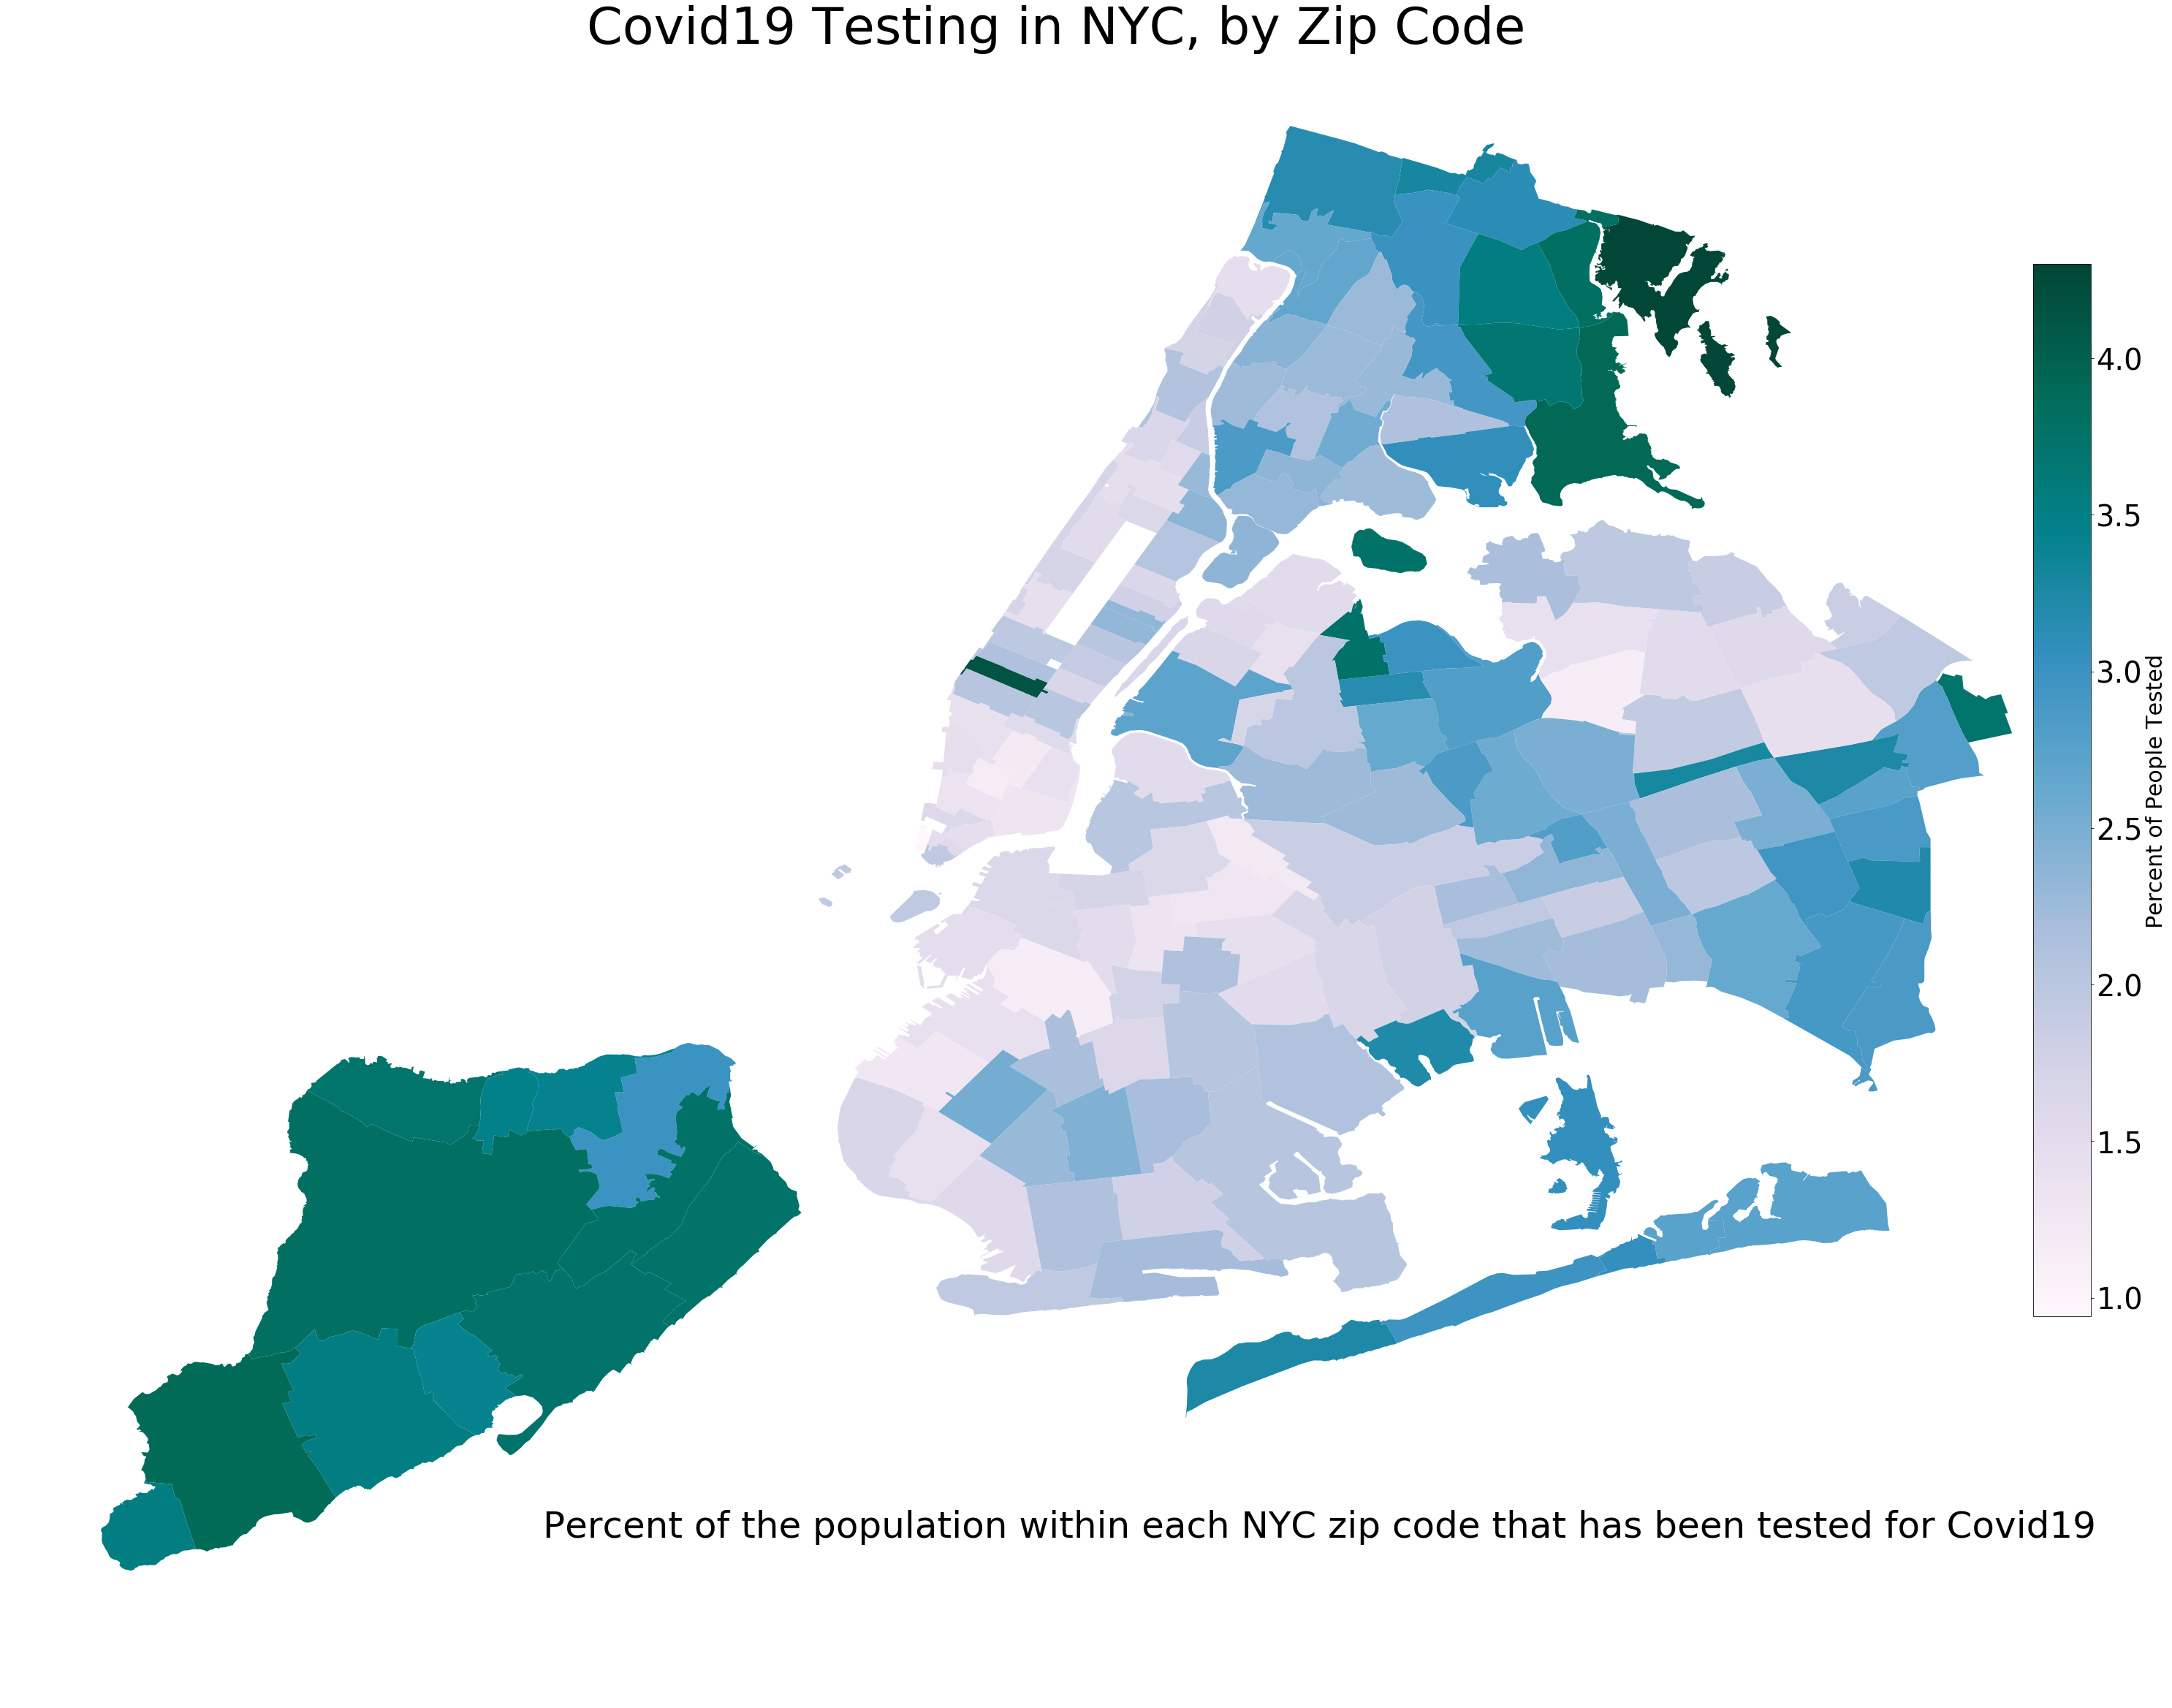 Covid19 Testing in NYC, by Zip Code
4.0
3.5
3.0
2.5
2.0
1.5
1.0
Percent of People Tested
Percent of the population within each NYC zip code that has been tested for Covid19